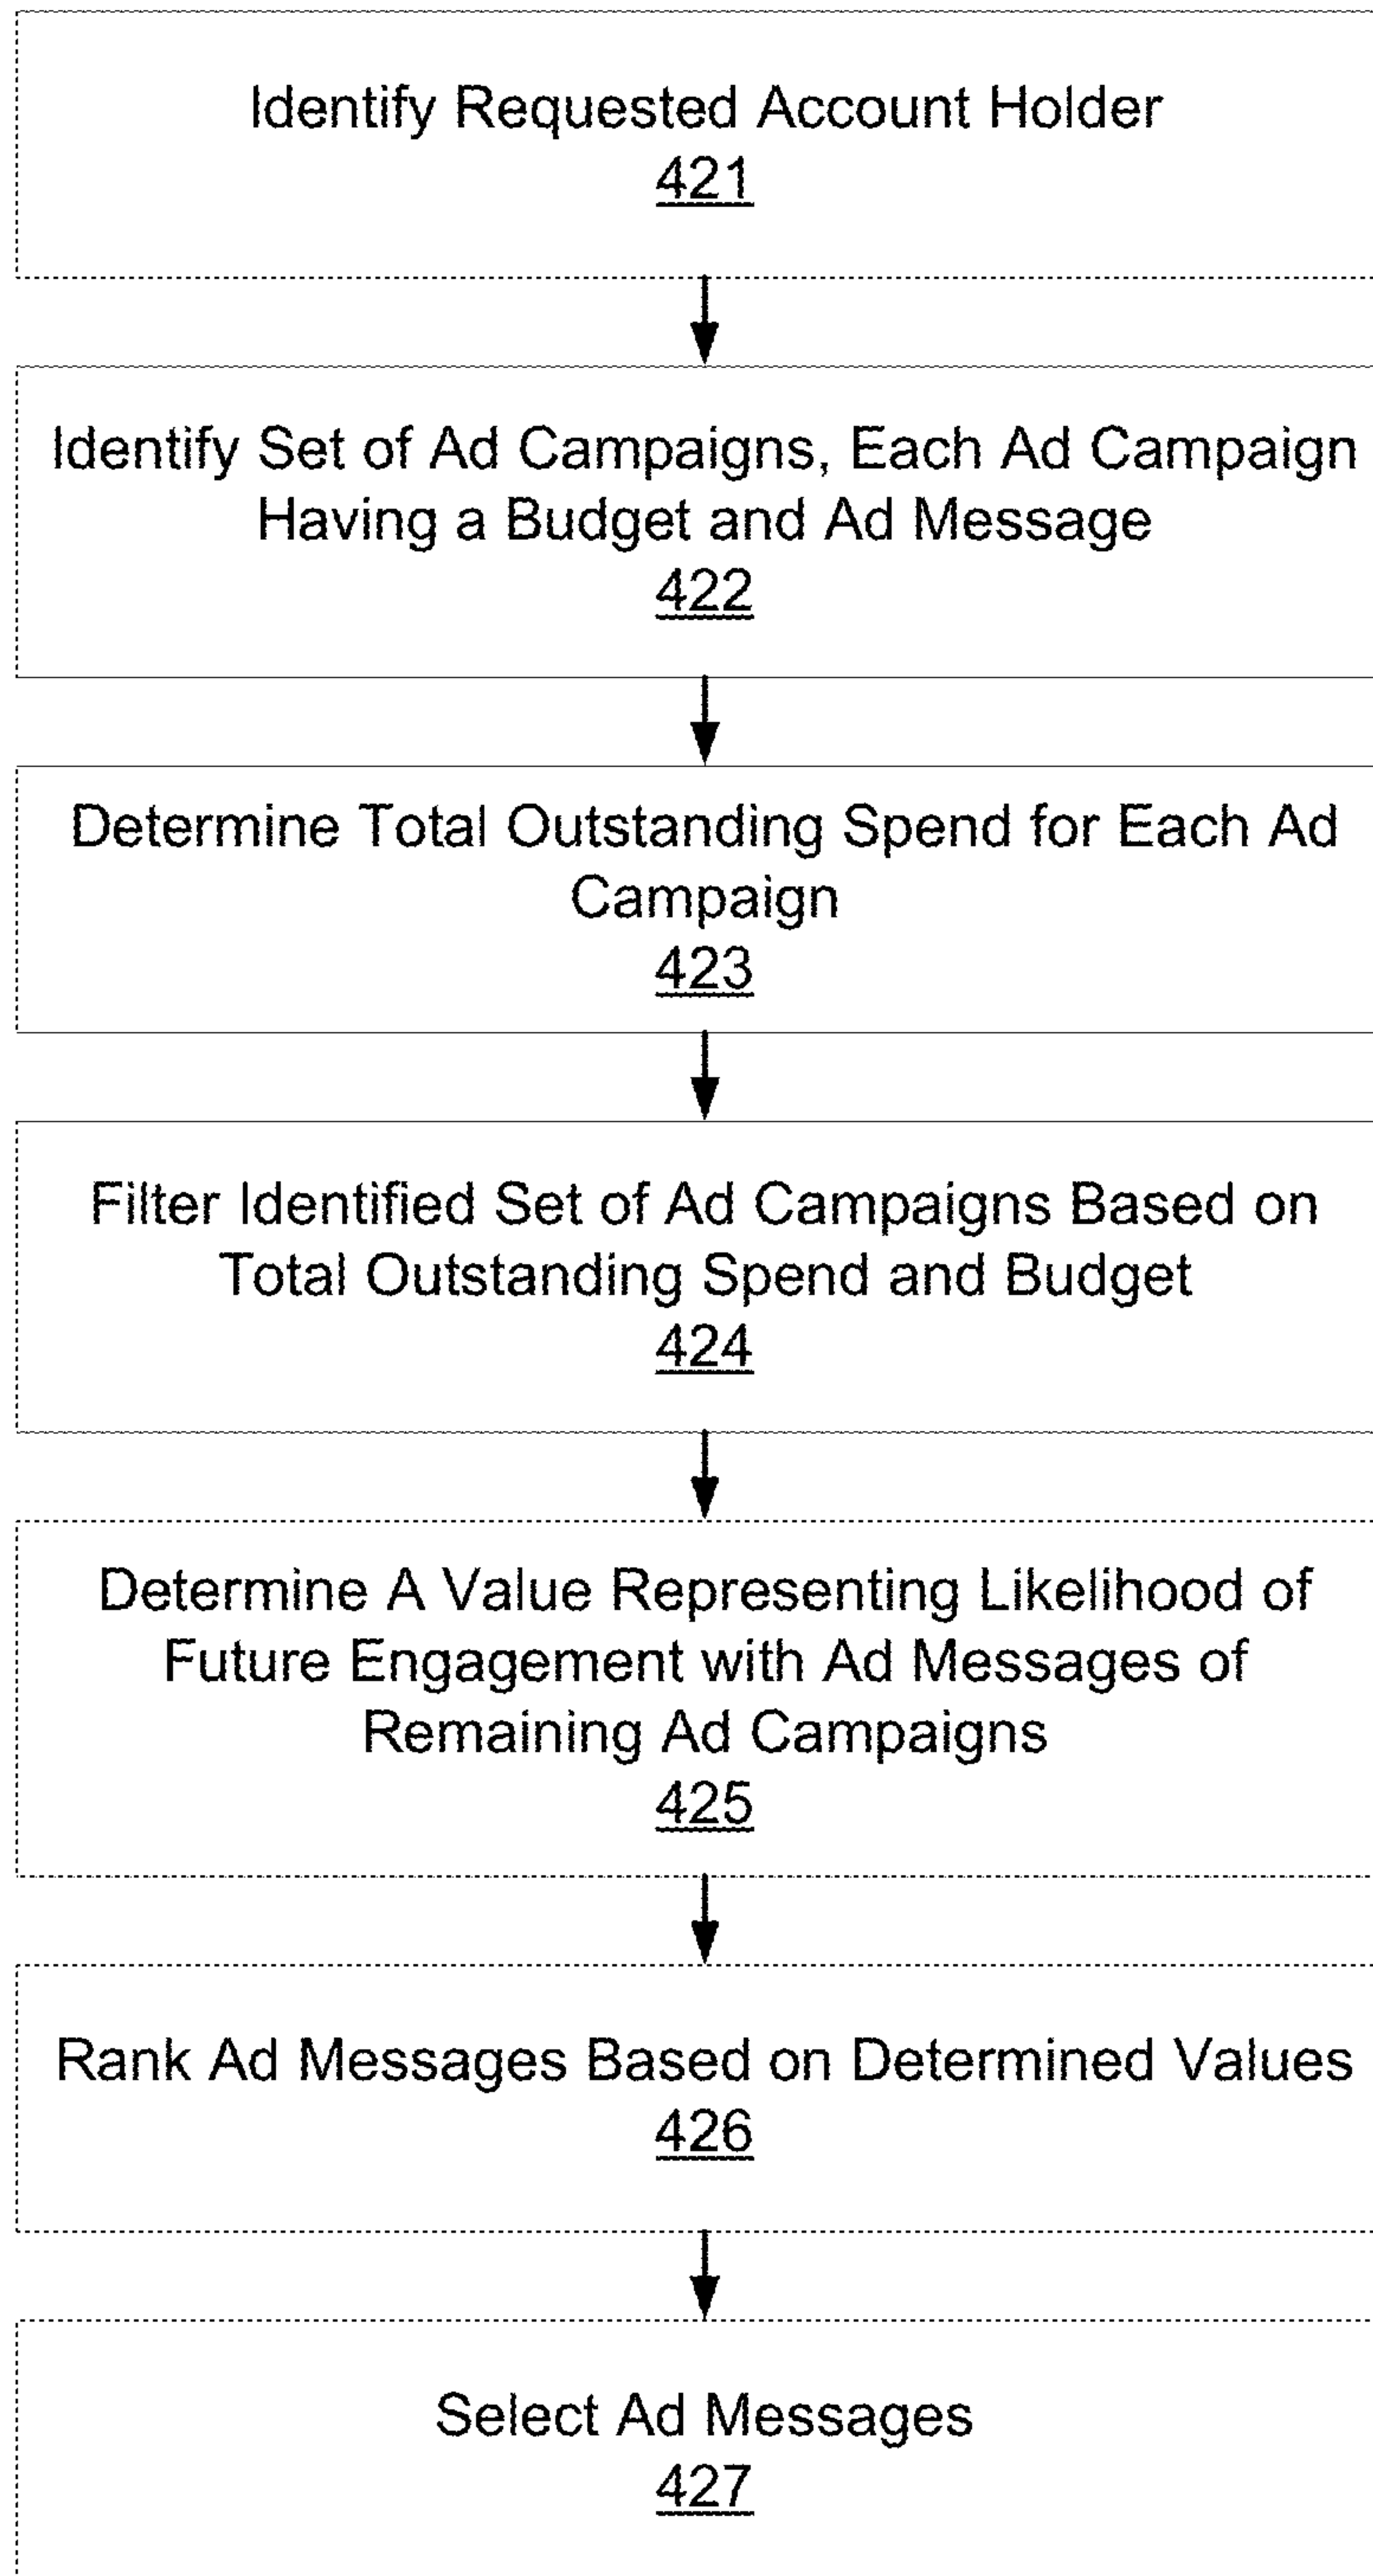 Identify Requested Account Holder
421
Identify Set of Ad Campaigns, Each Ad Campaign
Having a Budget and Ad Message
422
Determine Total Outstanding Spend for Each Ad
Campaign
423
Filter Identified Set of Ad Campaigns Based on
Total Outstanding Spend and Budget
424
Determine A Value Representing Likelihood of
Future Engagement with Ad Messages of
Remaining Ad Campaigns
425
Rank Ad Messages Based on Determined Values
426
Select Ad Messages
427